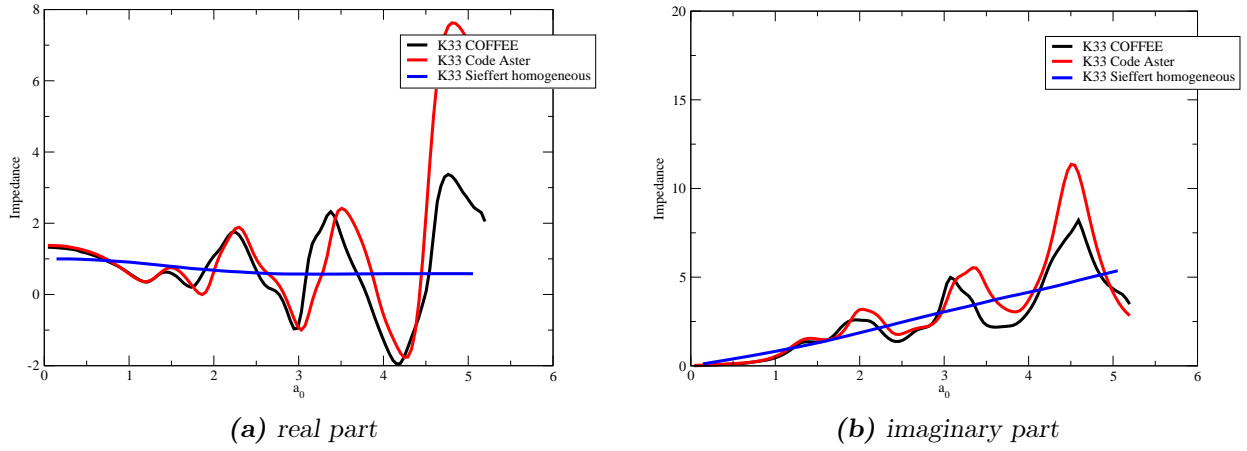 8
6
4
2
0
-2
Impedance
0
1
2
3
4
5
6
a0
K33 COFFEE
K33 Code Aster
K33 Sieffert homogeneous
(a) real part
20
15
10
5
0
Impedance
0
1
2
3
4
5
6
a0
K33 COFFEE
K33 Code Aster
K33 Sieffert homogeneous
(b) imaginary part